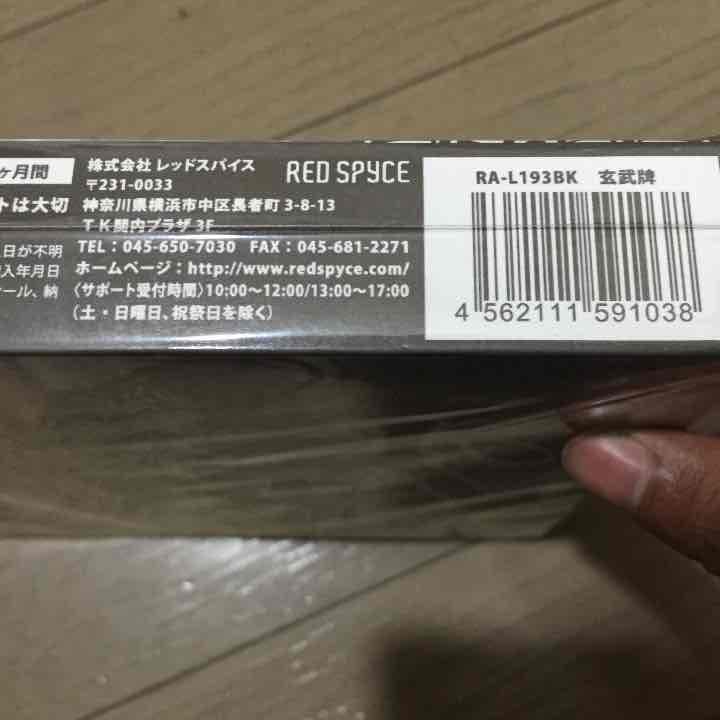 ヶ月間
トは大切
日が不明
入年月日
ール、納
株式会社 レッドスパイス
〒231-0033
神奈川県横浜市中区長者町 3-8-13
TK関内プラザ 3F
TEL:045-650-7030 FAX:045-681-2271
ホームページ:http://www.redspyce.com/
〈サポート受付時間〉10:00〜12:00/13:00〜17:00
(土・日曜日、祝祭日を除く)
RED SPYCE
RA-L193BK 玄武牌
4 562111 591038